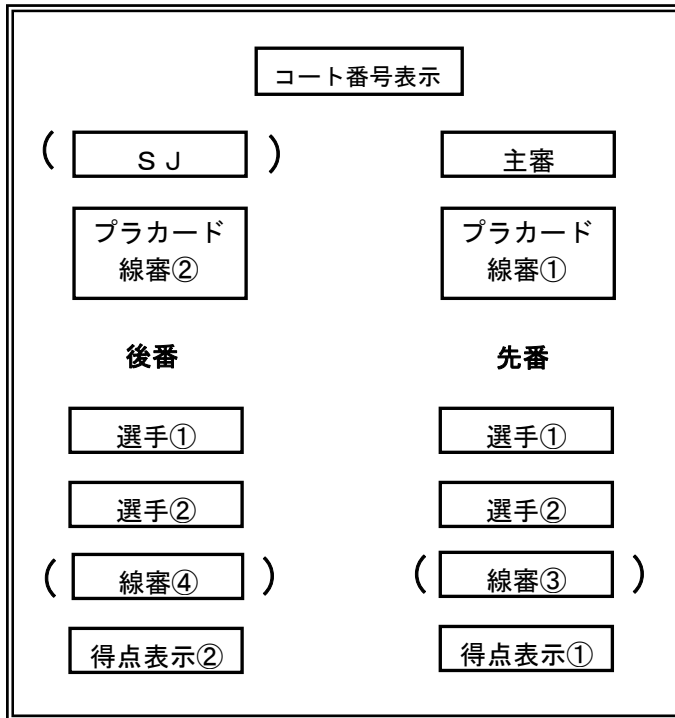 コート番号表示
( ＳＪ ) 主審
プラカード プラカード
線審② 線審①
後番 先番
選手① 選手①
選手② 選手②
( 線審④ ) ( 線審③ )
得点表示② 得点表示①